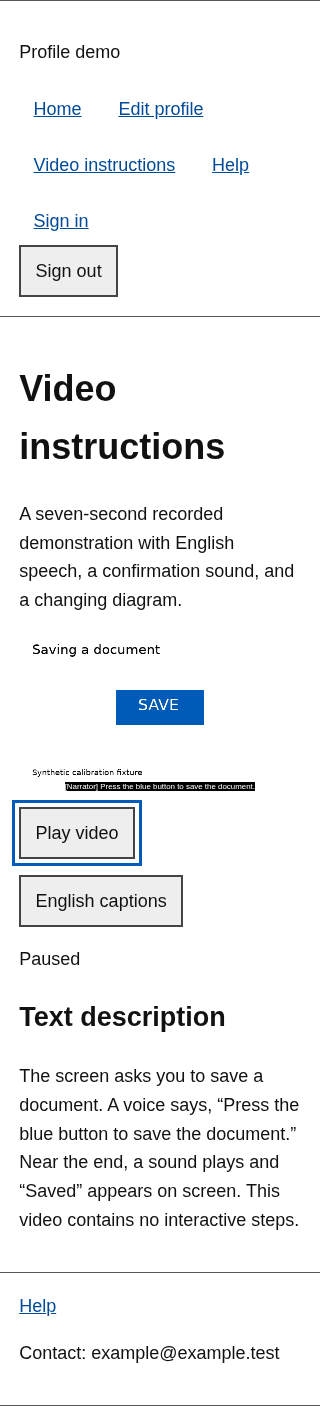 Profile demo
Home Edit profile
Video instructions Help
Sign in
Sign out
Video
instructions
A seven-second recorded
demonstration with English
speech, a confirmation sound, and
a changing diagram.
Saving a document
SAVE
Synthetic calibration fixture
[Narrator] Press the blue button to save the document.
Play video
English captions
Paused
Text description
The screen asks you to save a
document. A voice says, “Press the
blue button to save the document.”
Near the end, a sound plays and
“Saved” appears on screen. This
video contains no interactive steps.
Help
Contact: example@example.test